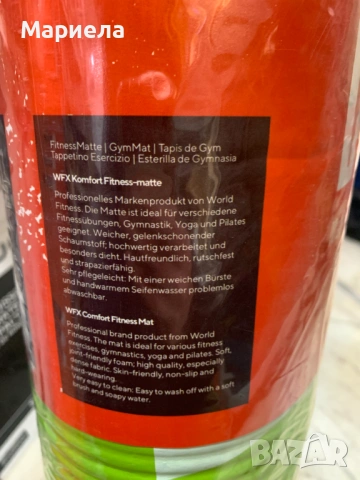 Мариела
FitnessMatte | GymMat | Tapis de Gym
Tappetino Esercizio | Esterilla de Gymnasia
WFX Komfort Fitness-matte
Professionelles Markenprodukt von World
Fitness. Die Matte ist ideal für verschiedene
Fitnessübungen, Gymnastik, Yoga und Pilates
geeignet. Weicher, gelenkschonender
Schaumstoff; hochwertig verarbeitet und
besonders dicht. Hautfreundlich, rutschfest
und strapazierfähig.
Sehr pflegeleicht: Mit einer weichen Bürste
und handwarmem Seifenwasser problemlos
abwaschbar.
WFX Comfort Fitness Mat
Professional brand product from World
Fitness. The mat is ideal for various fitness
exercises, gymnastics, yoga and pilates. Soft,
joint-friendly foam; high quality, especially
dense fabric. Skin-friendly, non-slip and
hard-wearing.
Very easy to clean: Easy to wash off with a soft
brush and soapy water.
BAZAR